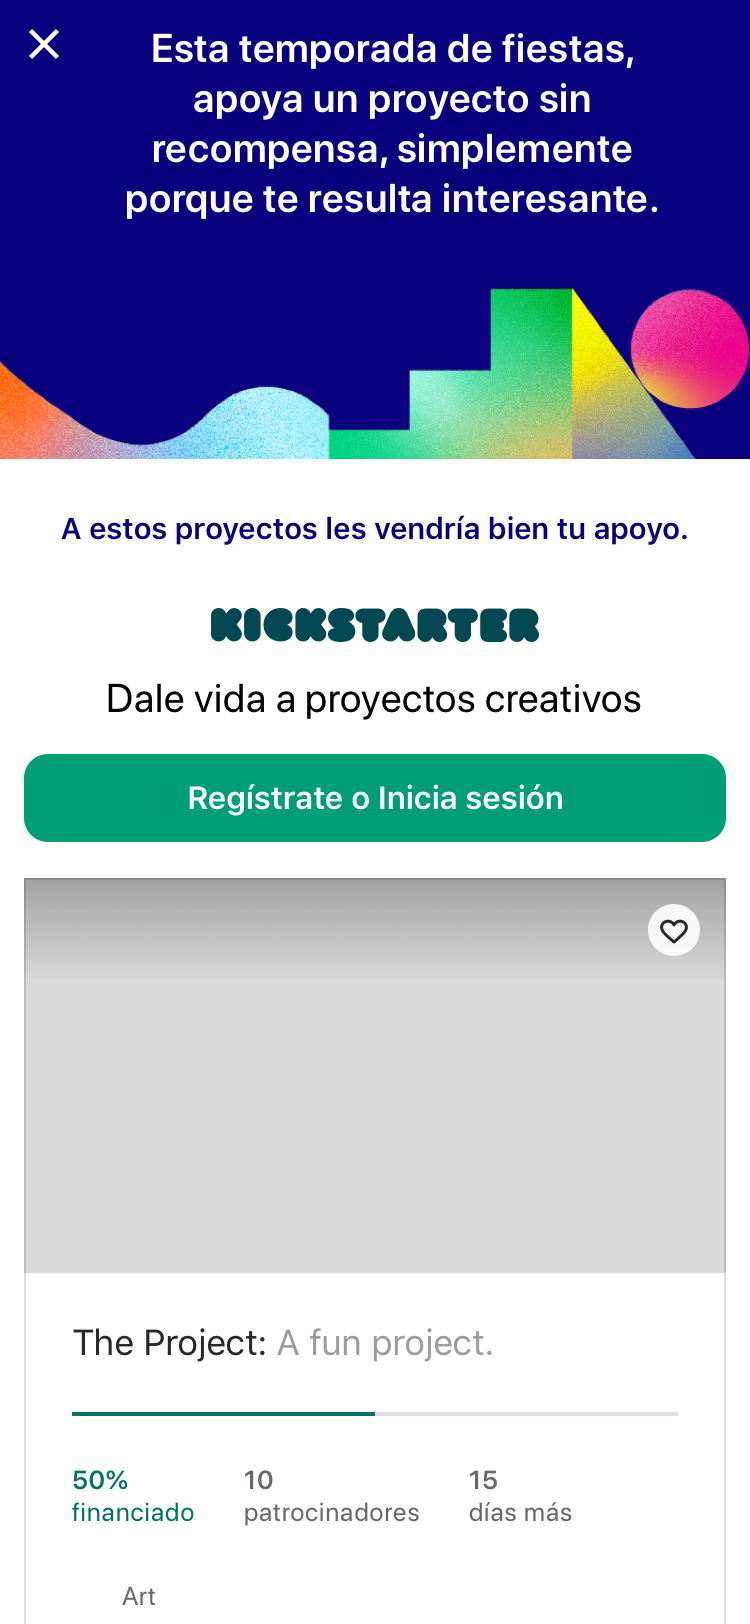 Esta temporada de fiestas,
apoya un proyecto sin
recompensa, simplemente
porque te resulta interesante.
A estos proyectos les vendría bien tu apoyo.
KICKSTARTER
Dale vida a proyectos creativos
Regístrate o Inicia sesión
The Project: A fun project.
50% 10 15
financiado patrocinadores días más
Art